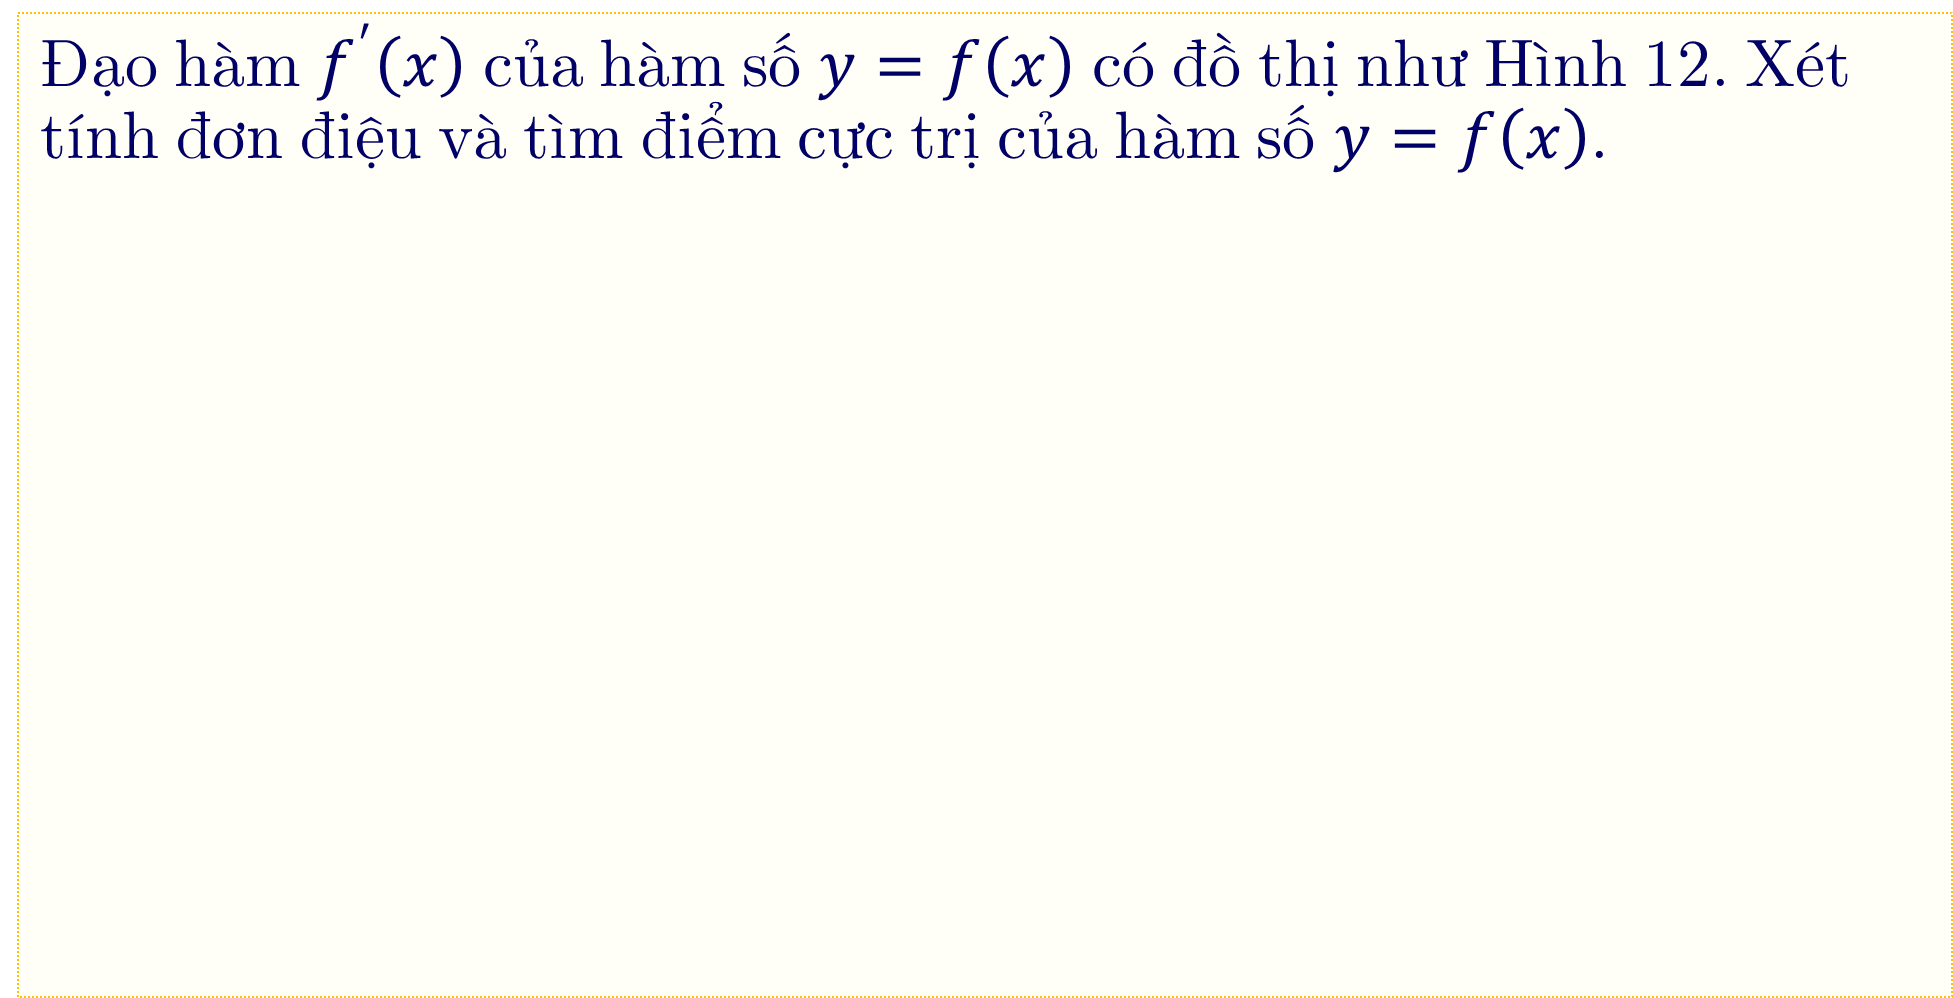 Đạo hàm f′(x) của hàm số y = f(x) có đồ thị như Hình 12. Xét
tính đơn điệu và tìm điểm cực trị của hàm số y = f(x).